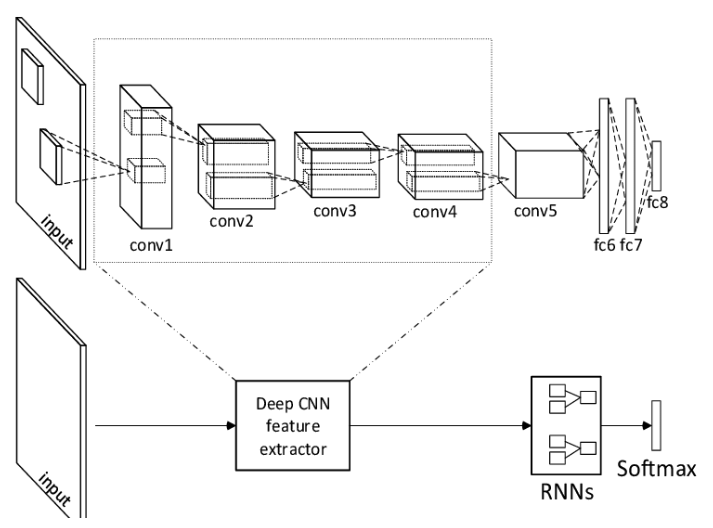 input
conv1
conv2
conv3
conv4
conv5
fc6
fc7
fc8
input
Deep CNN
feature
extractor
RNNs
Softmax